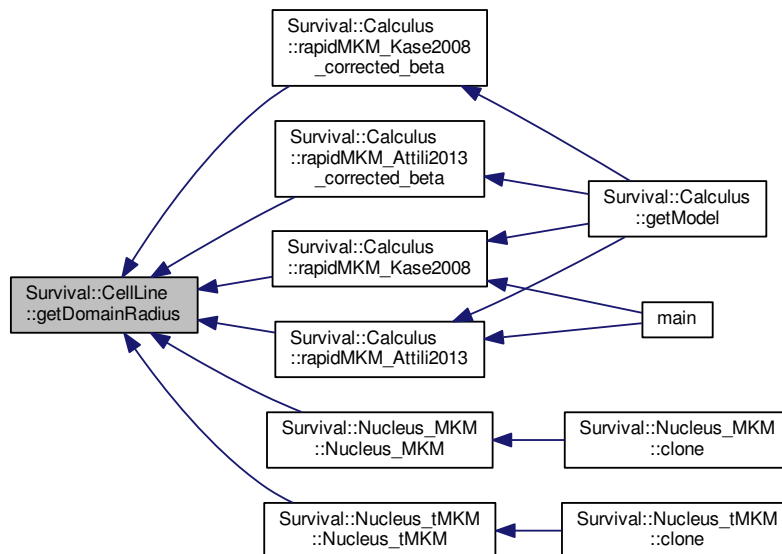 Survival::Calculus
::rapidMKM_Kase2008
_corrected_beta
Survival::Calculus
::rapidMKM_Attili2013
_corrected_beta
Survival::Calculus
::getModel
Survival::Calculus
::rapidMKM_Kase2008
Survival::CellLine
::getDomainRadius
main
Survival::Calculus
::rapidMKM_Attili2013
Survival::Nucleus_MKM
::Nucleus_MKM
Survival::Nucleus_MKM
::clone
Survival::Nucleus_tMKM
::Nucleus_tMKM
Survival::Nucleus_tMKM
::clone